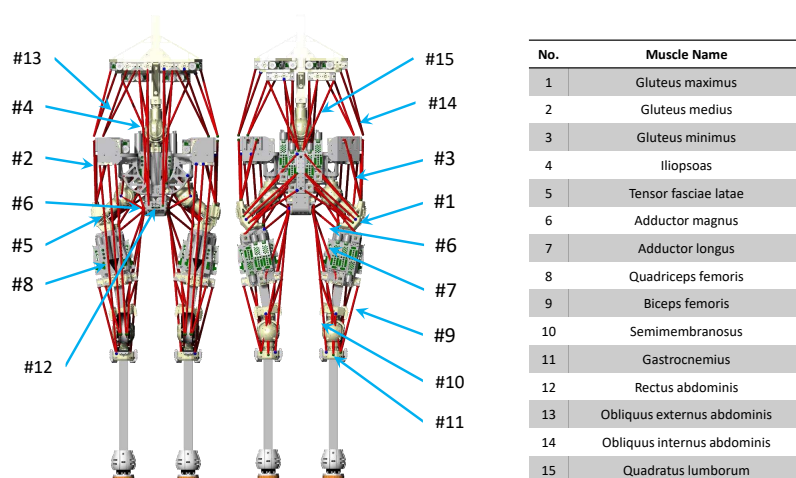 #13
#4
#2
#6
#5
#8
#12
#15
#14
#3
#1
#6
#7
#9
#10
#11
No. Muscle Name
1 Gluteus maximus
2 Gluteus medius
3 Gluteus minimus
4 Iliopsoas
5 Tensor fasciae latae
6 Adductor magnus
7 Adductor longus
8 Quadriceps femoris
9 Biceps femoris
10 Semimembranosus
11 Gastrocnemius
12 Rectus abdominis
13 Obliquus externus abdominis
14 Obliquus internus abdominis
15 Quadratus lumborum